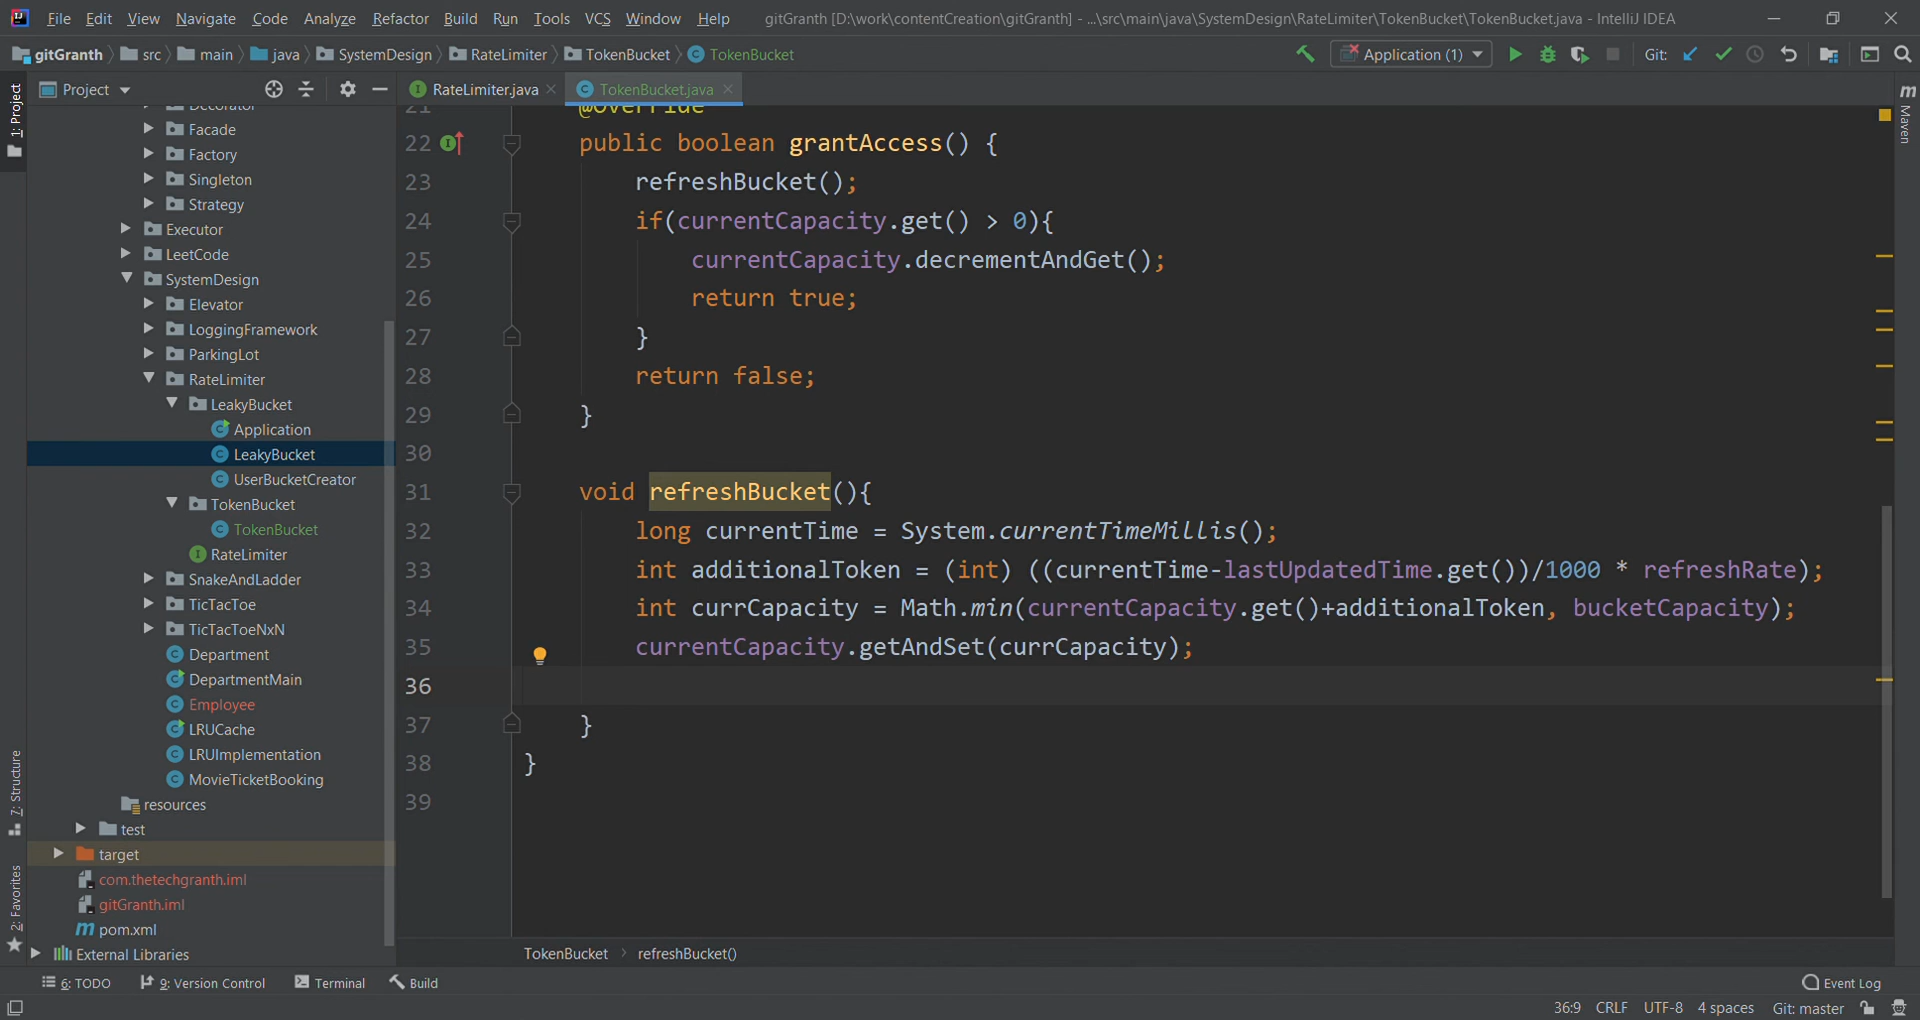 File Edit View Navigate Code Analyze Refactor Build Run Tools VCS Window Help gitGranth [D:\work\contentCreation\gitGranth] - ...\src\main\java\SystemDesign\RateLimiter\TokenBucket\TokenBucket.java - IntelliJ IDEA
gitGranth src main java SystemDesign RateLimiter TokenBucket TokenBucket Application (1) Git:
Project RateLimiter.java TokenBucket.java
1: Project
Maven
7: Structure
2: Favorites
Decorator
Facade
Factory
Singleton
Strategy
Executor
LeetCode
SystemDesign
Elevator
LoggingFramework
ParkingLot
RateLimiter
LeakyBucket
Application
LeakyBucket
UserBucketCreator
TokenBucket
TokenBucket
RateLimiter
SnakeAndLadder
TicTacToe
TicTacToeNxN
Department
DepartmentMain
Employee
LRUCache
LRUImplementation
MovieTicketBooking
resources
test
target
com.thetechgranth.iml
gitGranth.iml
pom.xml
External Libraries
21 @Override
22 public boolean grantAccess() {
23 refreshBucket();
24 if(currentCapacity.get() > 0){
25 currentCapacity.decrementAndGet();
26 return true;
27 }
28 return false;
29 }
30
31 void refreshBucket(){
32 long currentTime = System.currentTimeMillis();
33 int additionalToken = (int) ((currentTime-lastUpdatedTime.get())/1000 * refreshRate);
34 int currCapacity = Math.min(currentCapacity.get()+additionalToken, bucketCapacity);
35 currentCapacity.getAndSet(currCapacity);
36
37 }
38 }
39
TokenBucket refreshBucket()
6: TODO 9: Version Control Terminal Build Event Log
36:9 CRLF UTF-8 4 spaces Git: master